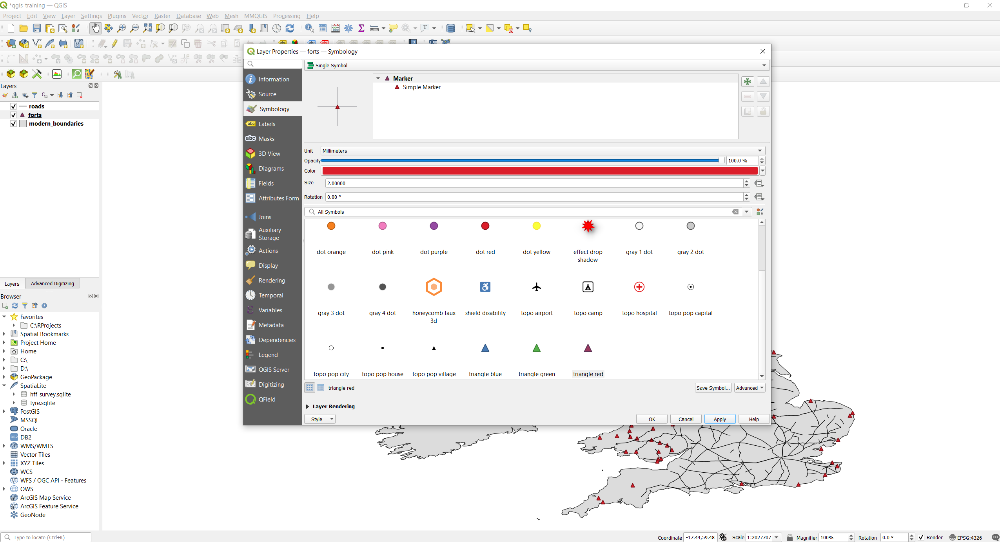 *qgis_training — QGIS
Project Edit View Layer Settings Plugins Vector Raster Database Web Mesh MMQGIS Processing Help
Layer Properties — forts — Symbology
Single Symbol
Information
Source
Symbology
Labels
Masks
3D View
Diagrams
Fields
Attributes Form
Joins
Auxiliary
Storage
Actions
Display
Rendering
Temporal
Variables
Metadata
Dependencies
Legend
QGIS Server
Digitizing
QField
Marker
Simple Marker
Unit Millimeters
Opacity 100.0 %
Color
Size 2.00000
Rotation 0.00 °
All Symbols
dot orange dot pink dot purple dot red dot yellow effect drop gray 1 dot gray 2 dot
shadow
gray 3 dot gray 4 dot honeycomb faux shield disability topo airport topo camp topo hospital topo pop capital
3d
topo pop city topo pop house topo pop village triangle blue triangle green triangle red
triangle red Save Symbol... Advanced
Layer Rendering
Style OK Cancel Apply Help
Layers
roads
forts
modern_boundaries
Layers Advanced Digitizing
Browser
Favorites
C:\RProjects
Spatial Bookmarks
Project Home
Home
C:\
D:\
GeoPackage
SpatiaLite
hff_survey.sqlite
tyre.sqlite
PostGIS
MSSQL
Oracle
DB2
WMS/WMTS
Vector Tiles
XYZ Tiles
WCS
WFS / OGC API - Features
OWS
ArcGIS Map Service
ArcGIS Feature Service
GeoNode
Type to locate (Ctrl+K) Coordinate -17.44,59.48 Scale 1:2027707 Magnifier 100% Rotation 0.0 ° Render EPSG:4326